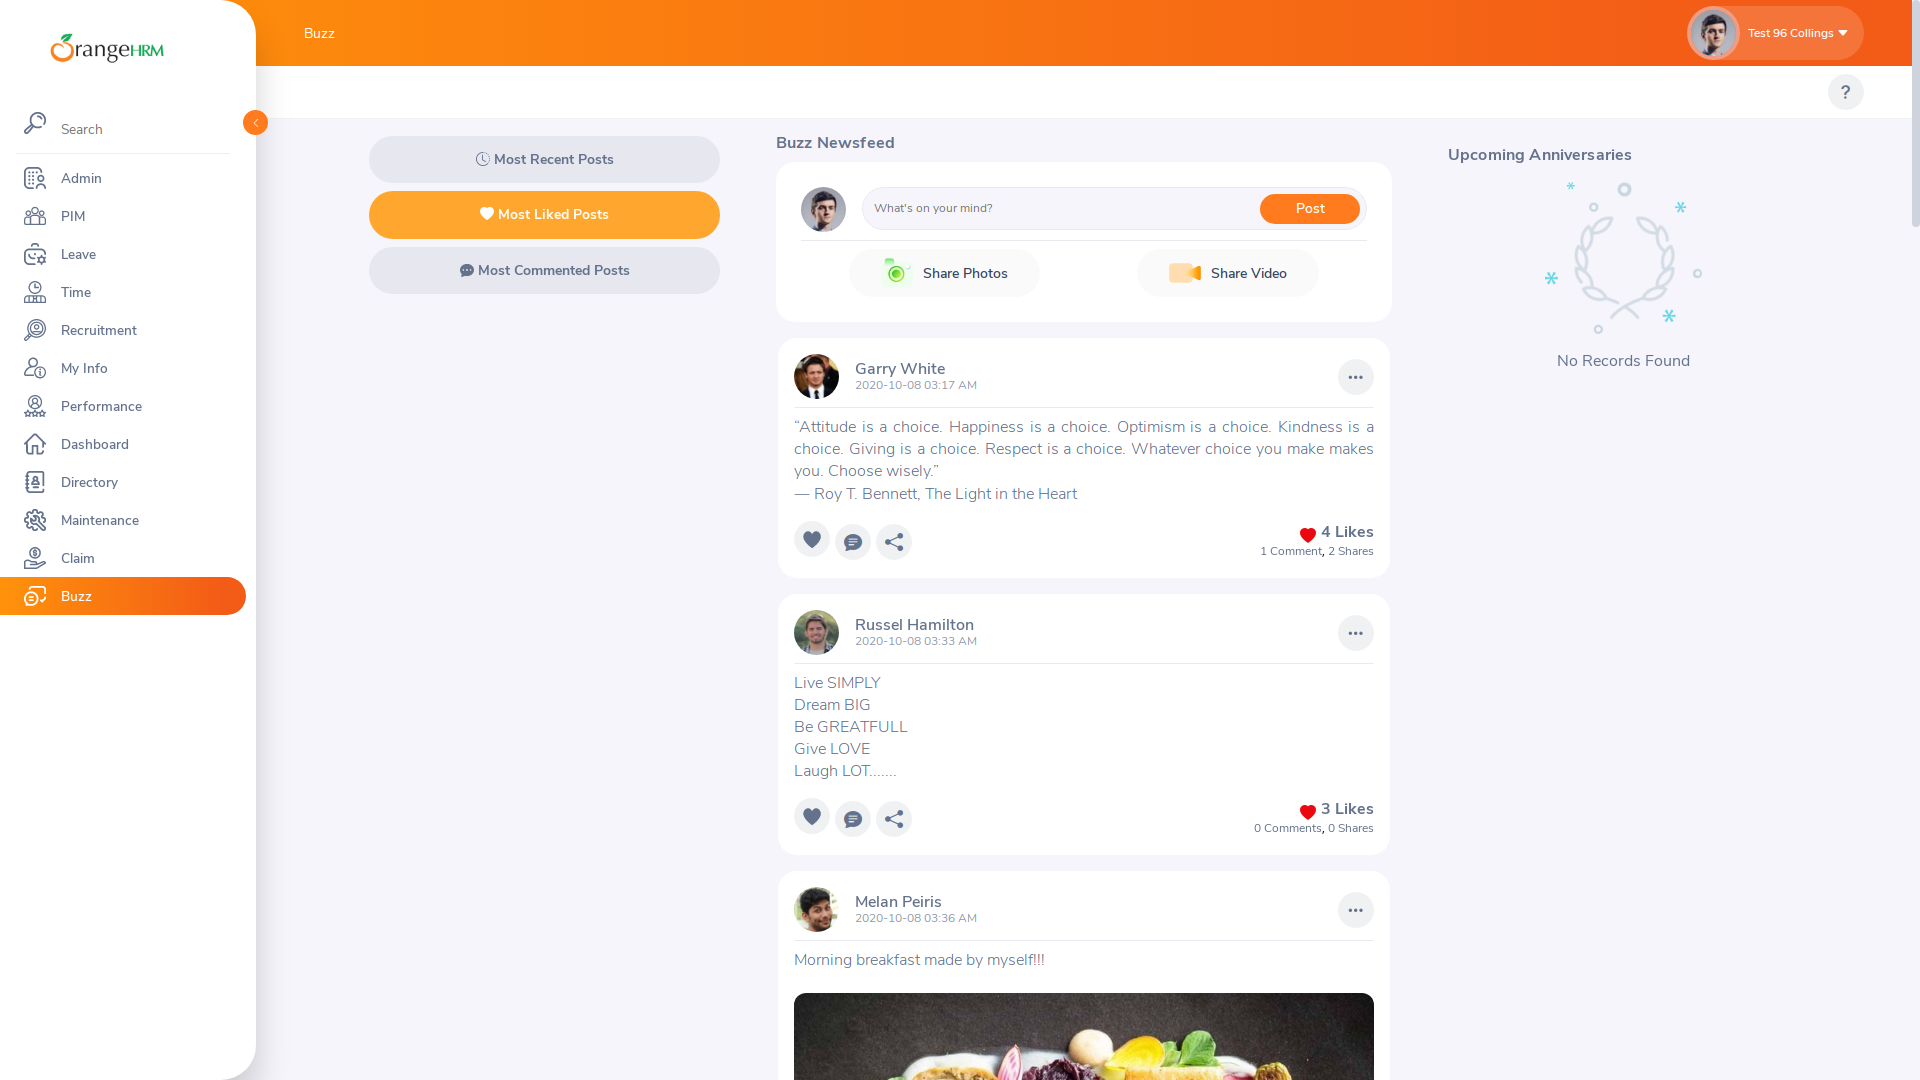 OrangeHRM
Search
Admin
PIM
Leave
Time
Recruitment
My Info
Performance
Dashboard
Directory
Maintenance
Claim
Buzz
Buzz
Test 96 Collings
?
Most Recent Posts
Most Liked Posts
Most Commented Posts
Buzz Newsfeed
What's on your mind?
Post
Share Photos
Share Video
Garry White
2020-10-08 03:17 AM
“Attitude is a choice. Happiness is a choice. Optimism is a choice. Kindness is a
choice. Giving is a choice. Respect is a choice. Whatever choice you make makes
you. Choose wisely.”
― Roy T. Bennett, The Light in the Heart
4 Likes
1 Comment, 2 Shares
Russel Hamilton
2020-10-08 03:33 AM
Live SIMPLY
Dream BIG
Be GREATFULL
Give LOVE
Laugh LOT.......
3 Likes
0 Comments, 0 Shares
Melan Peiris
2020-10-08 03:36 AM
Morning breakfast made by myself!!!
Upcoming Anniversaries
No Records Found